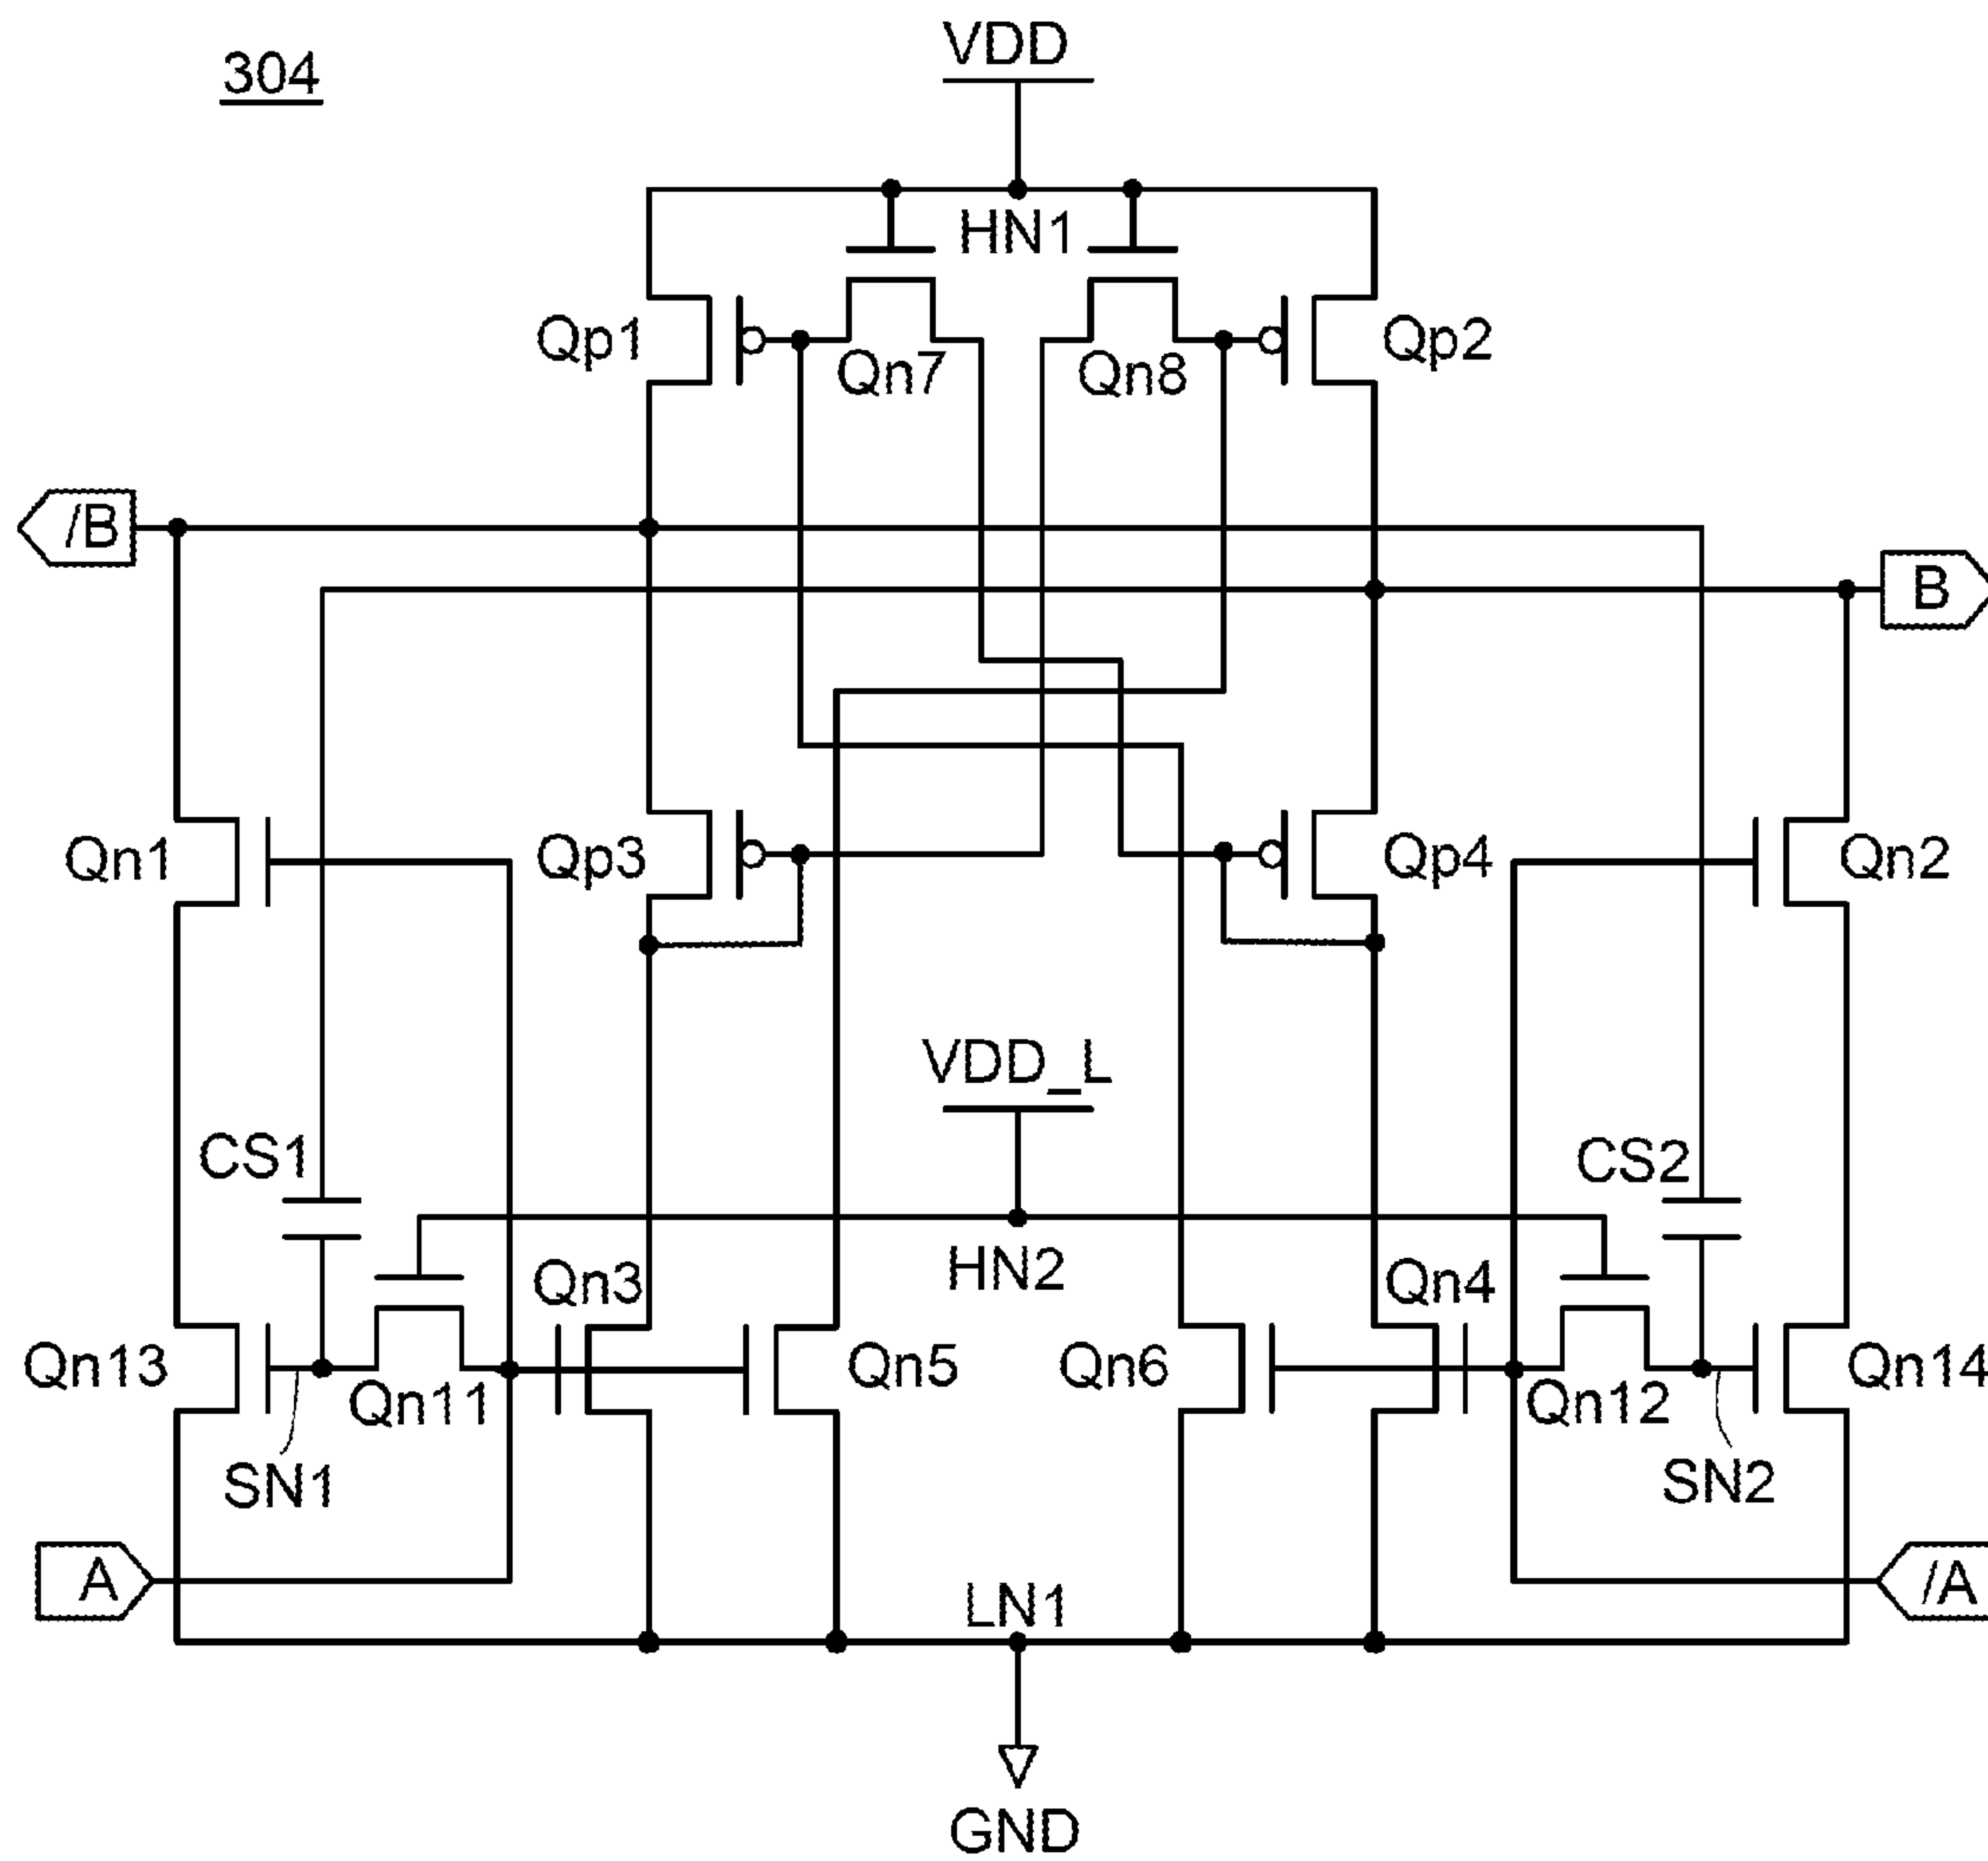 304
VDD
HN1
Qp1
Qn7
Qn8
Qp2
/B
B
Qn1
Qp3
Qp4
Qn2
VDD_L
CS1
CS2
HN2
Qn3
Qn4
Qn13
Qn11
Qn5
Qn6
Qn12
Qn14
SN1
SN2
A
LN1
/A
GND